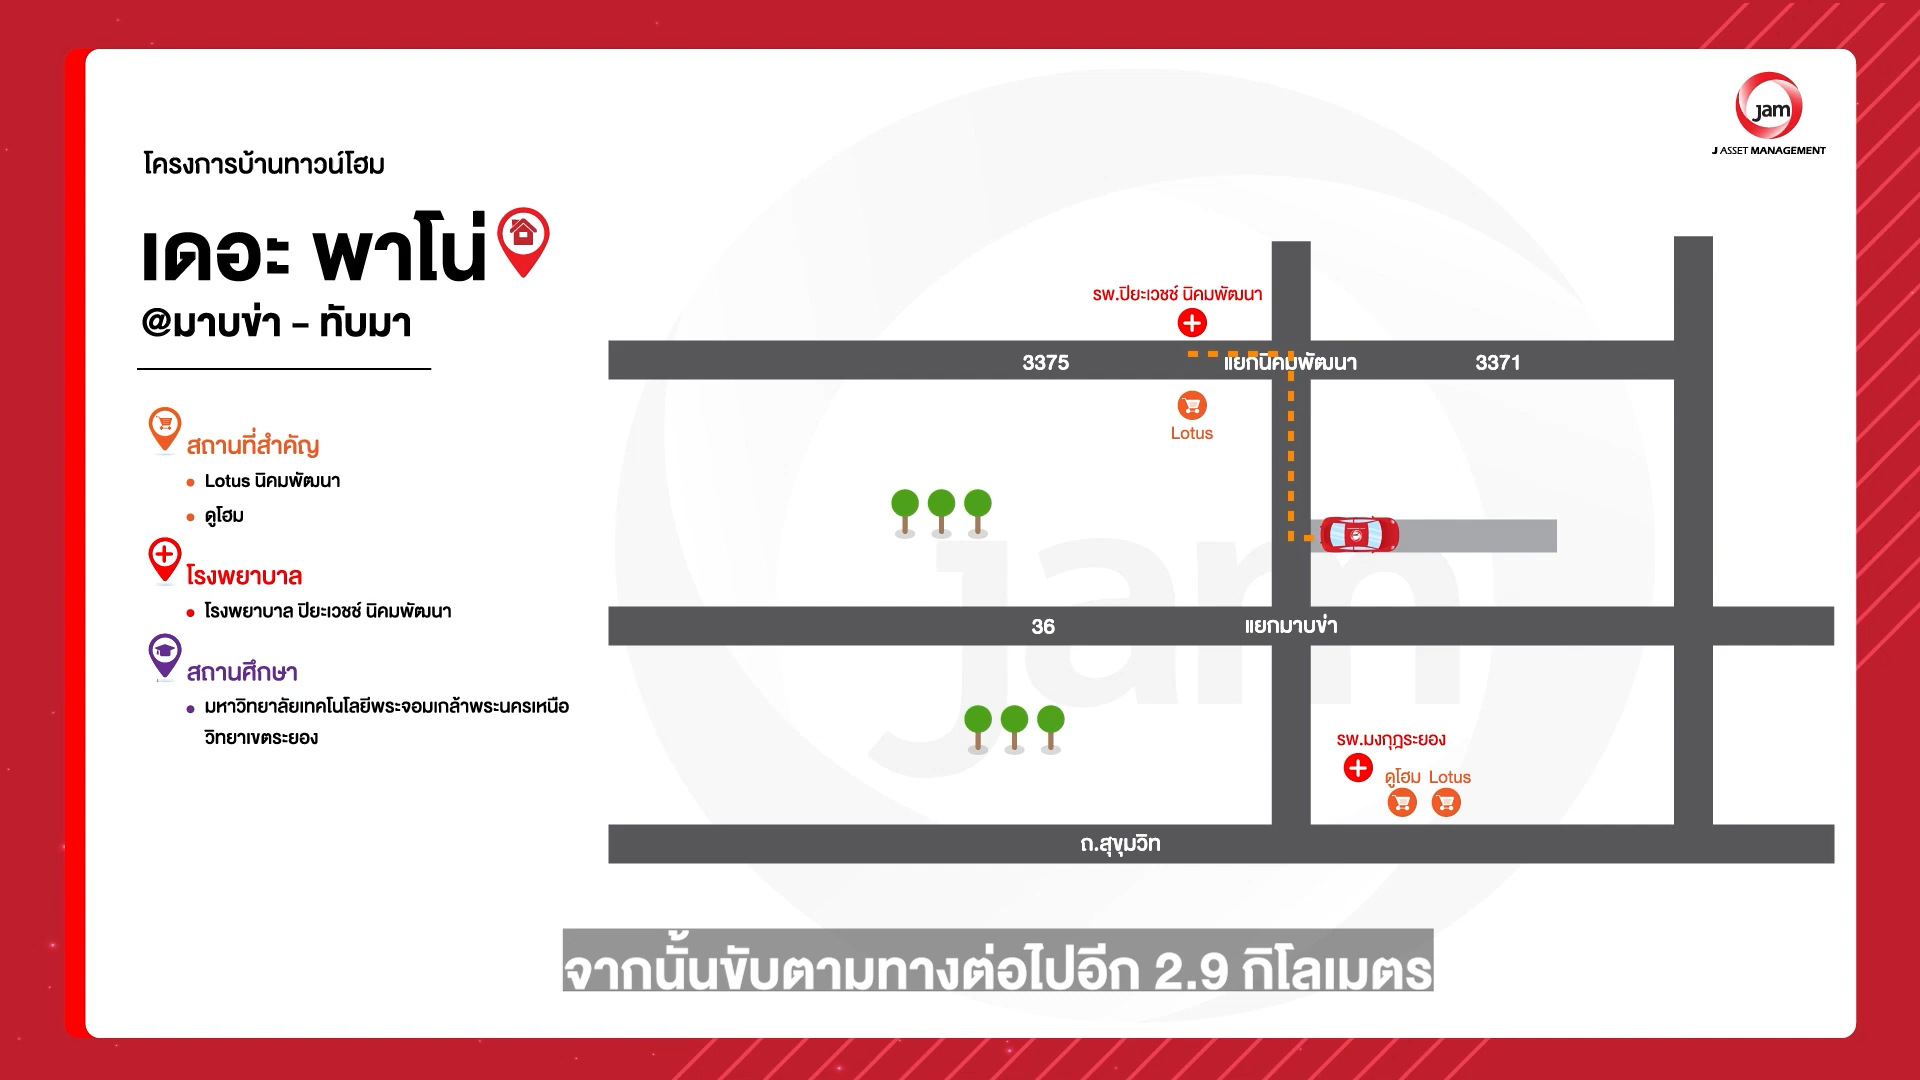 jam
J ASSET MANAGEMENT
โครงการบ้านทาวน์โฮม
เดอะ พาโน่
@มาบข่า - ทับมา
สถานที่สำคัญ
• Lotus นิคมพัฒนา
• ดูโฮม
โรงพยาบาล
• โรงพยาบาล ปิยะเวชช์ นิคมพัฒนา
สถานศึกษา
• มหาวิทยาลัยเทคโนโลยีพระจอมเกล้าพระนครเหนือ
วิทยาเขตระยอง
รพ.ปิยะเวชช์ นิคมพัฒนา
3375 แยกนิคมพัฒนา 3371
Lotus
36 แยกมาบข่า
รพ.มงกุฎระยอง
ดูโฮม Lotus
ถ.สุขุมวิท
jam
จากนั้นขับตามทางต่อไปอีก 2.9 กิโลเมตร